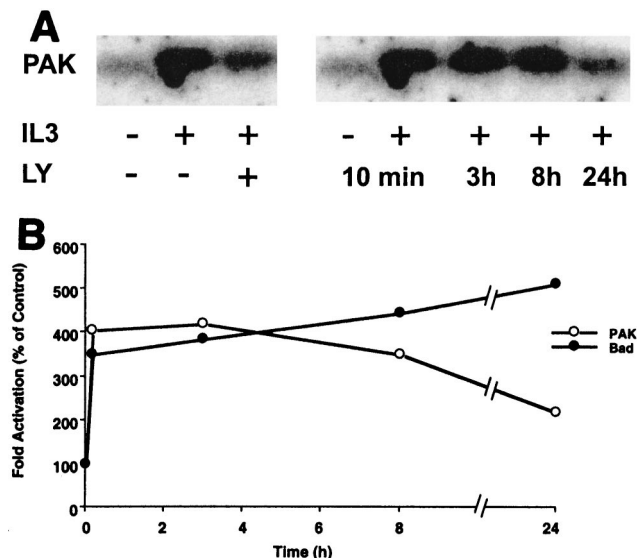 A
PAK
IL3 - + + - + + + +
LY - - + 10 min 3h 8h 24h
B
Fold Activation (% of Control)
600
500
400
300
200
100
0
PAK
Bad
0 2 4 6 8 24
Time (h)